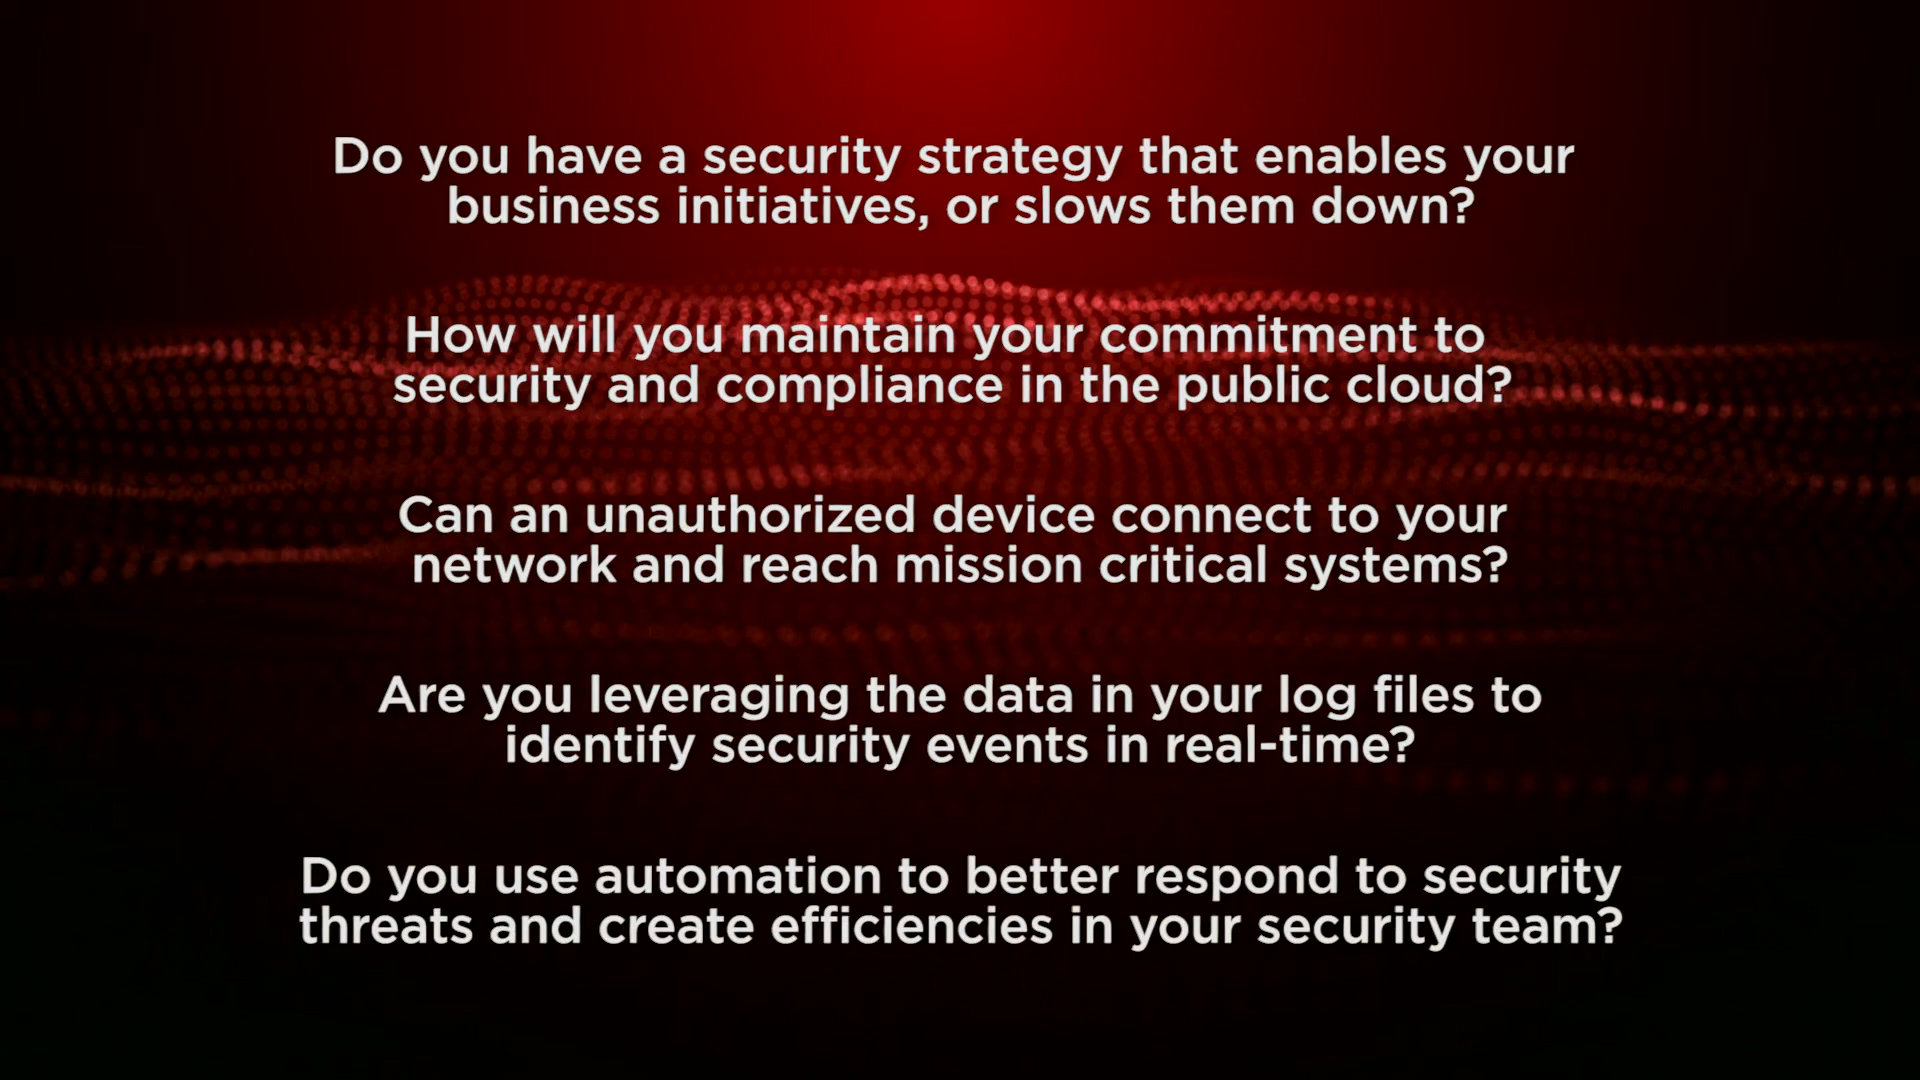 Do you have a security strategy that enables your
business initiatives, or slows them down?
How will you maintain your commitment to
security and compliance in the public cloud?
Can an unauthorized device connect to your
network and reach mission critical systems?
Are you leveraging the data in your log files to
identify security events in real-time?
Do you use automation to better respond to security
threats and create efficiencies in your security team?